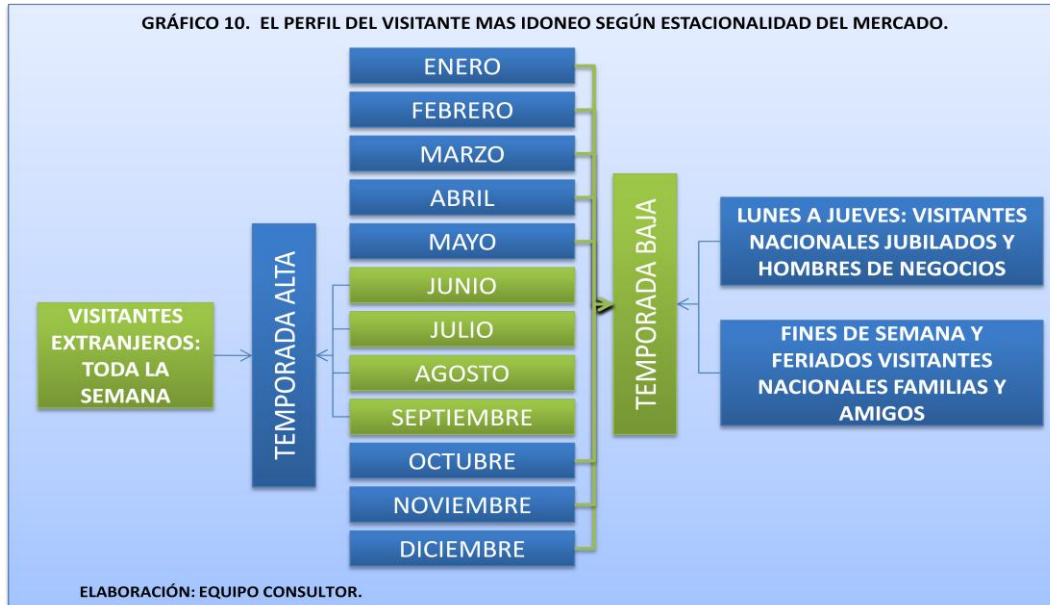 GRÁFICO 10. EL PERFIL DEL VISITANTE MAS IDONEO SEGÚN ESTACIONALIDAD DEL MERCADO.
VISITANTES
EXTRANJEROS:
TODA LA
SEMANA
TEMPORADA ALTA
ENERO
FEBRERO
MARZO
ABRIL
MAYO
JUNIO
JULIO
AGOSTO
SEPTIEMBRE
OCTUBRE
NOVIEMBRE
DICIEMBRE
TEMPORADA BAJA
LUNES A JUEVES: VISITANTES
NACIONALES JUBILADOS Y
HOMBRES DE NEGOCIOS
FINES DE SEMANA Y
FERIADOS VISITANTES
NACIONALES FAMILIAS Y
AMIGOS
ELABORACIÓN: EQUIPO CONSULTOR.